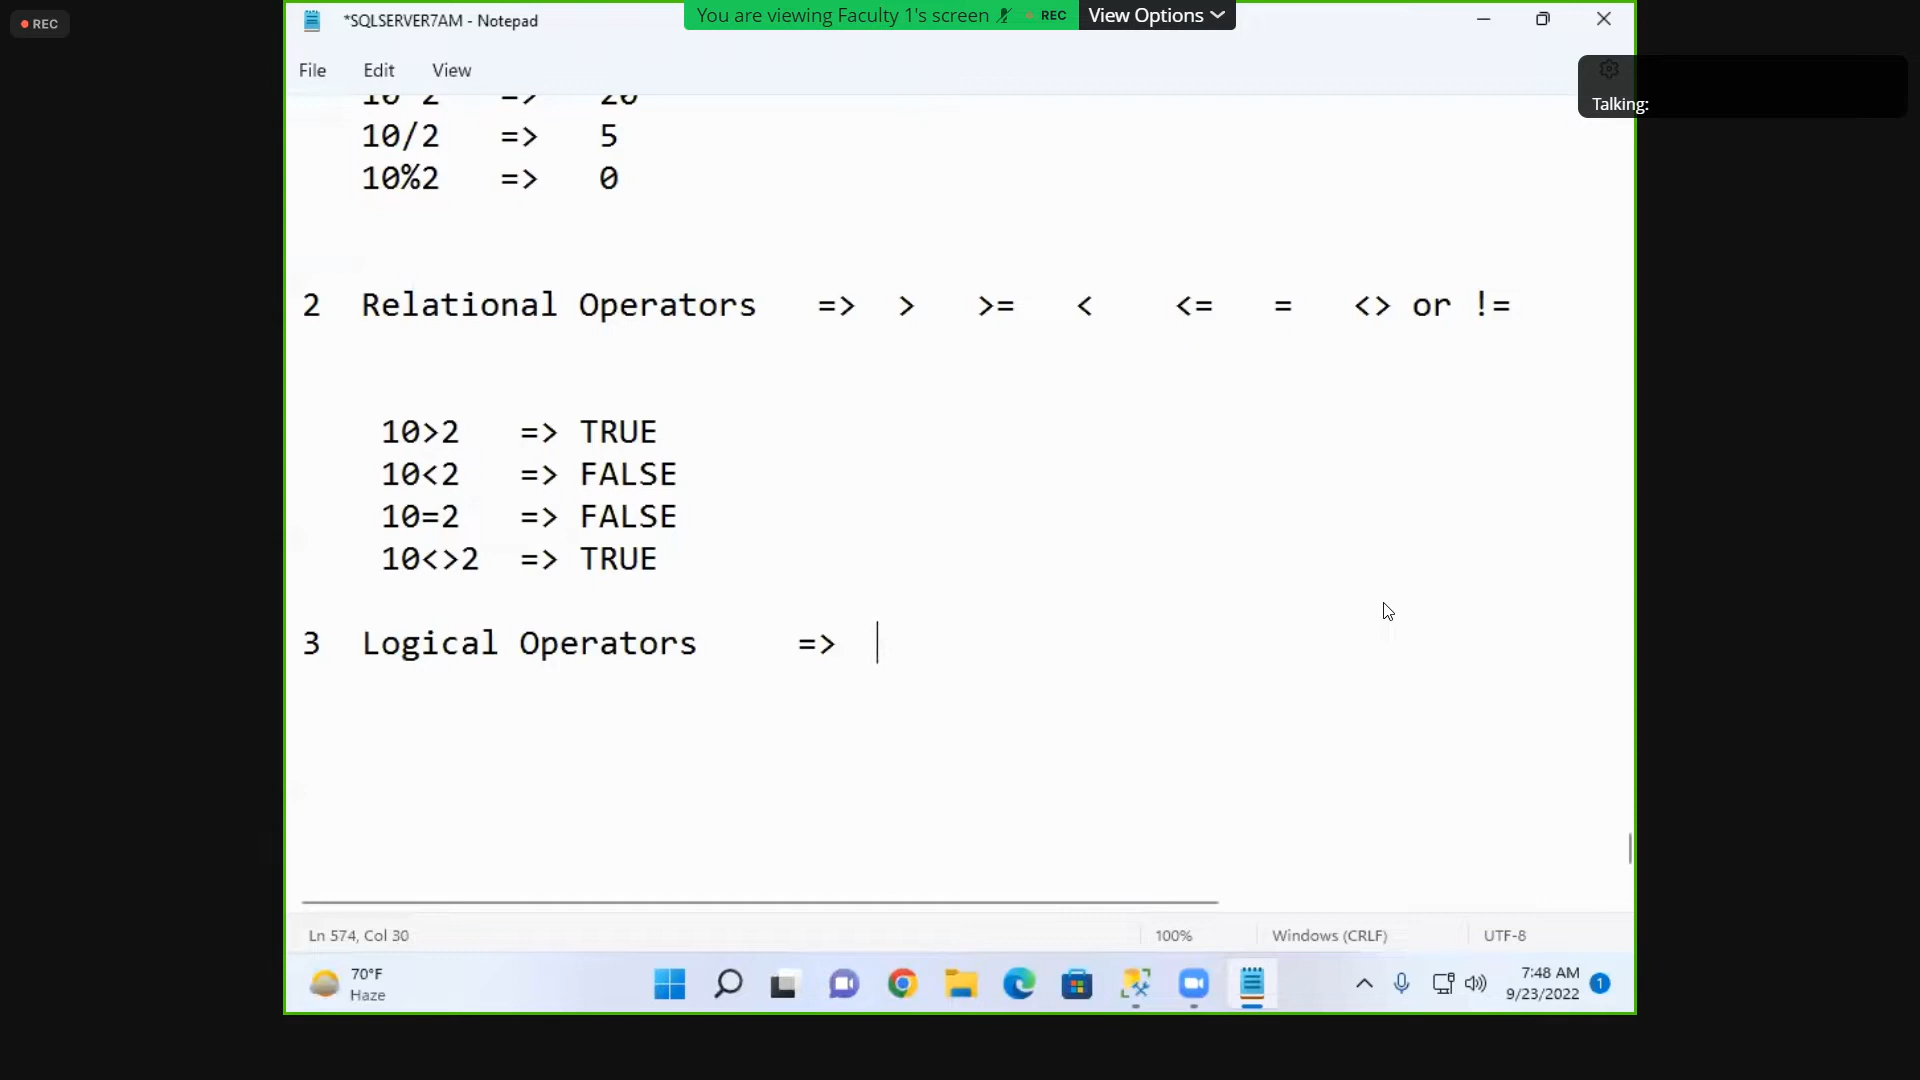 REC
*SQLSERVER7AM - Notepad
You are viewing Faculty 1's screen REC View Options
File Edit View
Talking:
10/2 => 5
10%2 => 0
2 Relational Operators => > >= < <= = <> or !=
10>2 => TRUE
10<2 => FALSE
10=2 => FALSE
10<>2 => TRUE
3 Logical Operators =>
Ln 574, Col 30 100% Windows (CRLF) UTF-8
70°F
Haze
7:48 AM
9/23/2022
1